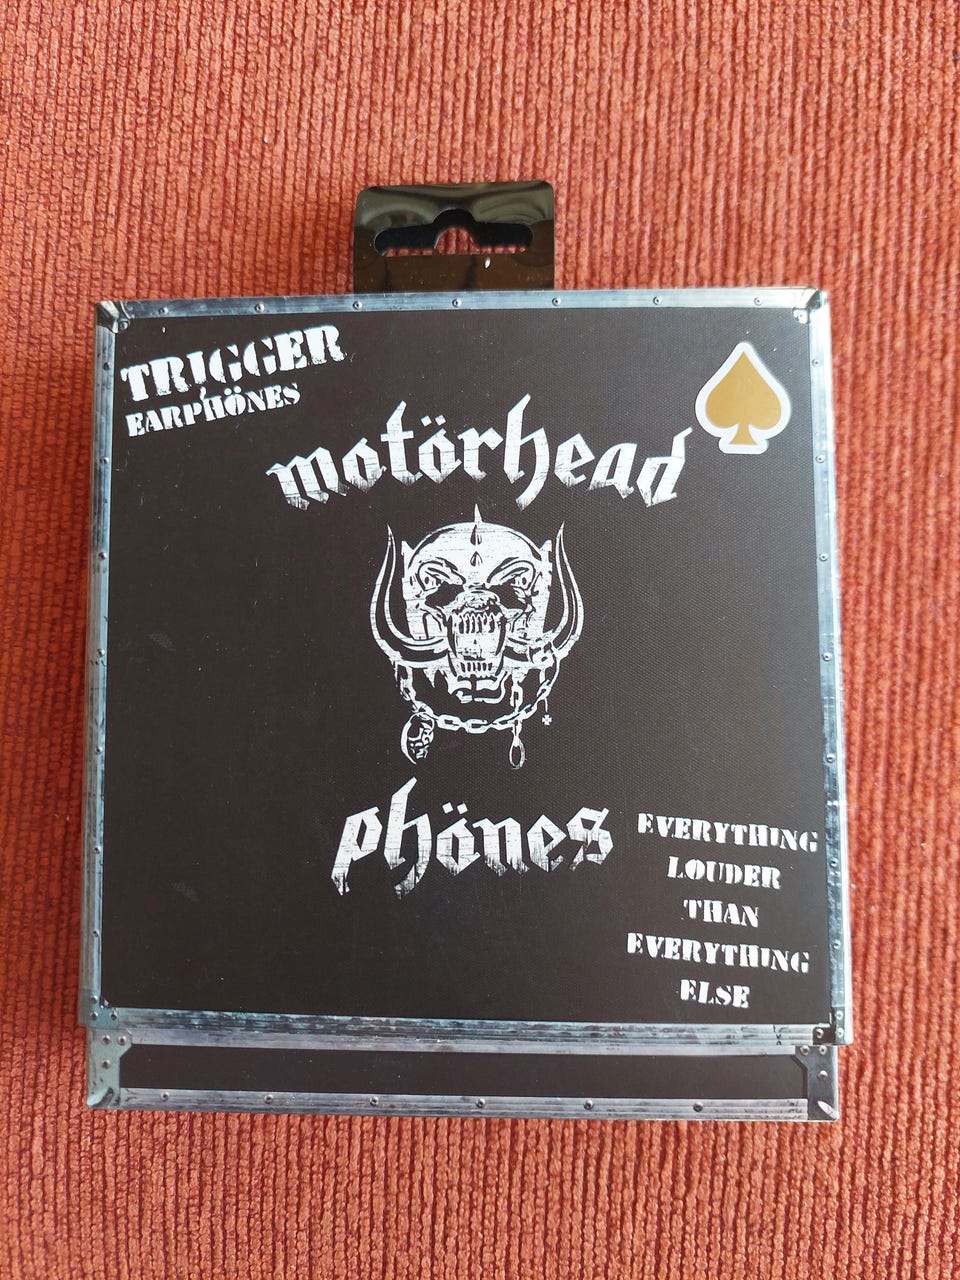 TRIGGER
EARPHÖNES
motörhead
phönes
EVERYTHING
LOUDER
THAN
EVERYTHING
ELSE